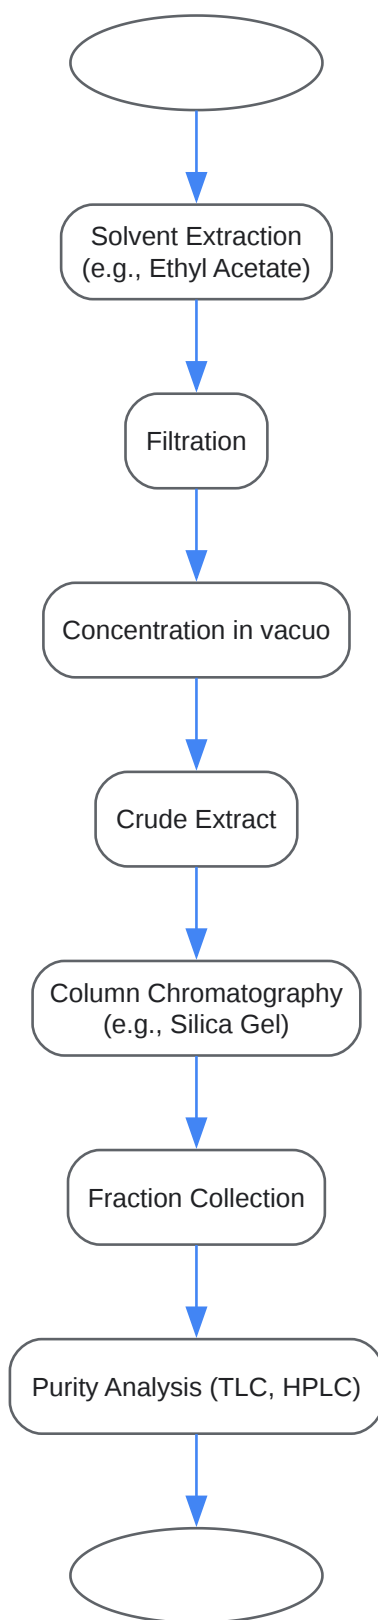 Solvent Extraction
(e.g., Ethyl Acetate)
Filtration
Concentration in vacuo
Crude Extract
Column Chromatography
(e.g., Silica Gel)
Fraction Collection
Purity Analysis (TLC, HPLC)